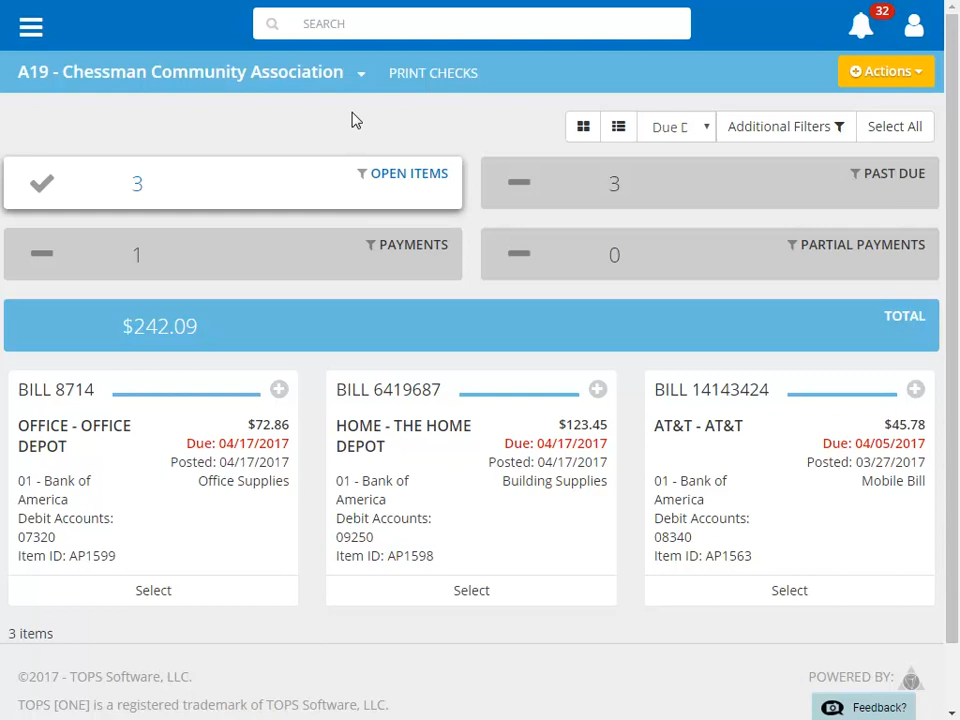 SEARCH
32
A19 - Chessman Community Association PRINT CHECKS Actions
Due D Additional Filters Select All
3 OPEN ITEMS
3 PAST DUE
1 PAYMENTS
0 PARTIAL PAYMENTS
$242.09 TOTAL
BILL 8714
OFFICE - OFFICE DEPOT
$72.86
Due: 04/17/2017
Posted: 04/17/2017
01 - Bank of America
Office Supplies
Debit Accounts:
07320
Item ID: AP1599
Select
BILL 6419687
HOME - THE HOME DEPOT
$123.45
Due: 04/17/2017
Posted: 04/17/2017
01 - Bank of America
Building Supplies
Debit Accounts:
09250
Item ID: AP1598
Select
BILL 14143424
AT&T - AT&T
$45.78
Due: 04/05/2017
Posted: 03/27/2017
01 - Bank of America
Mobile Bill
Debit Accounts:
08340
Item ID: AP1563
Select
3 items
©2017 - TOPS Software, LLC.
POWERED BY:
TOPS [ONE] is a registered trademark of TOPS Software, LLC.
Feedback?